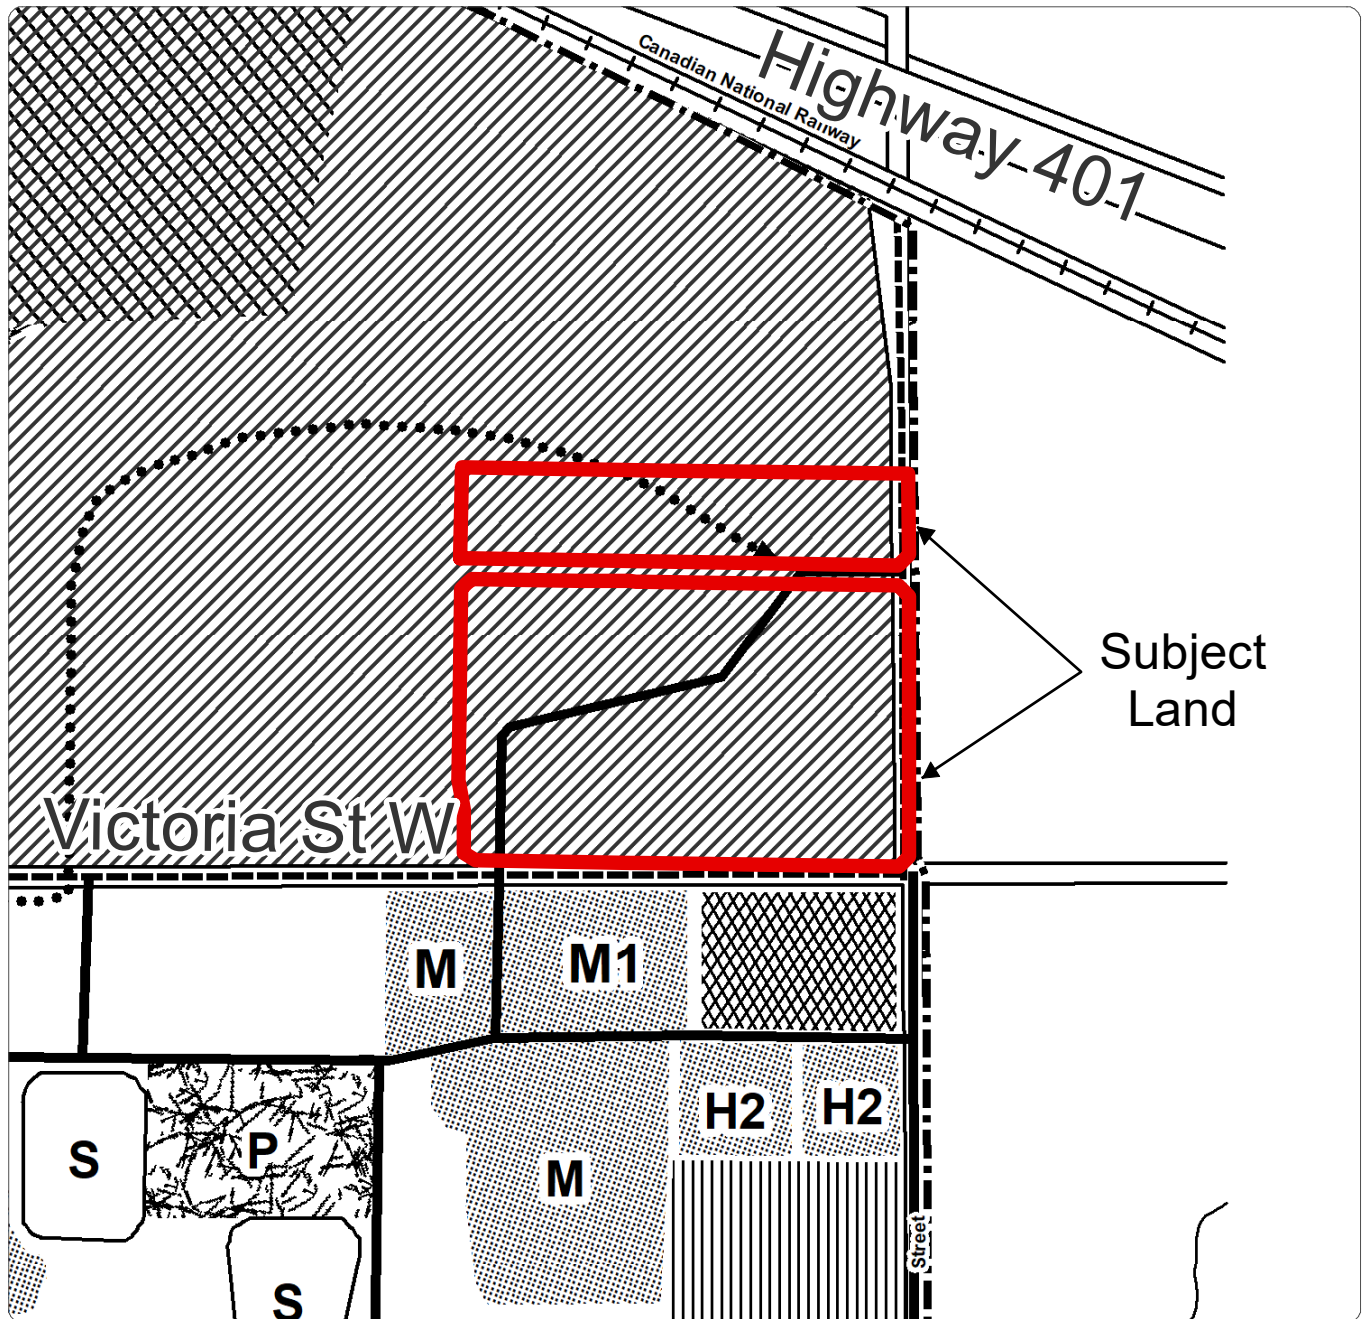 Highway 401
Canadian National Railway
Subject
Land
Victoria St W
M
M1
H2
H2
S
P
M
Street
S